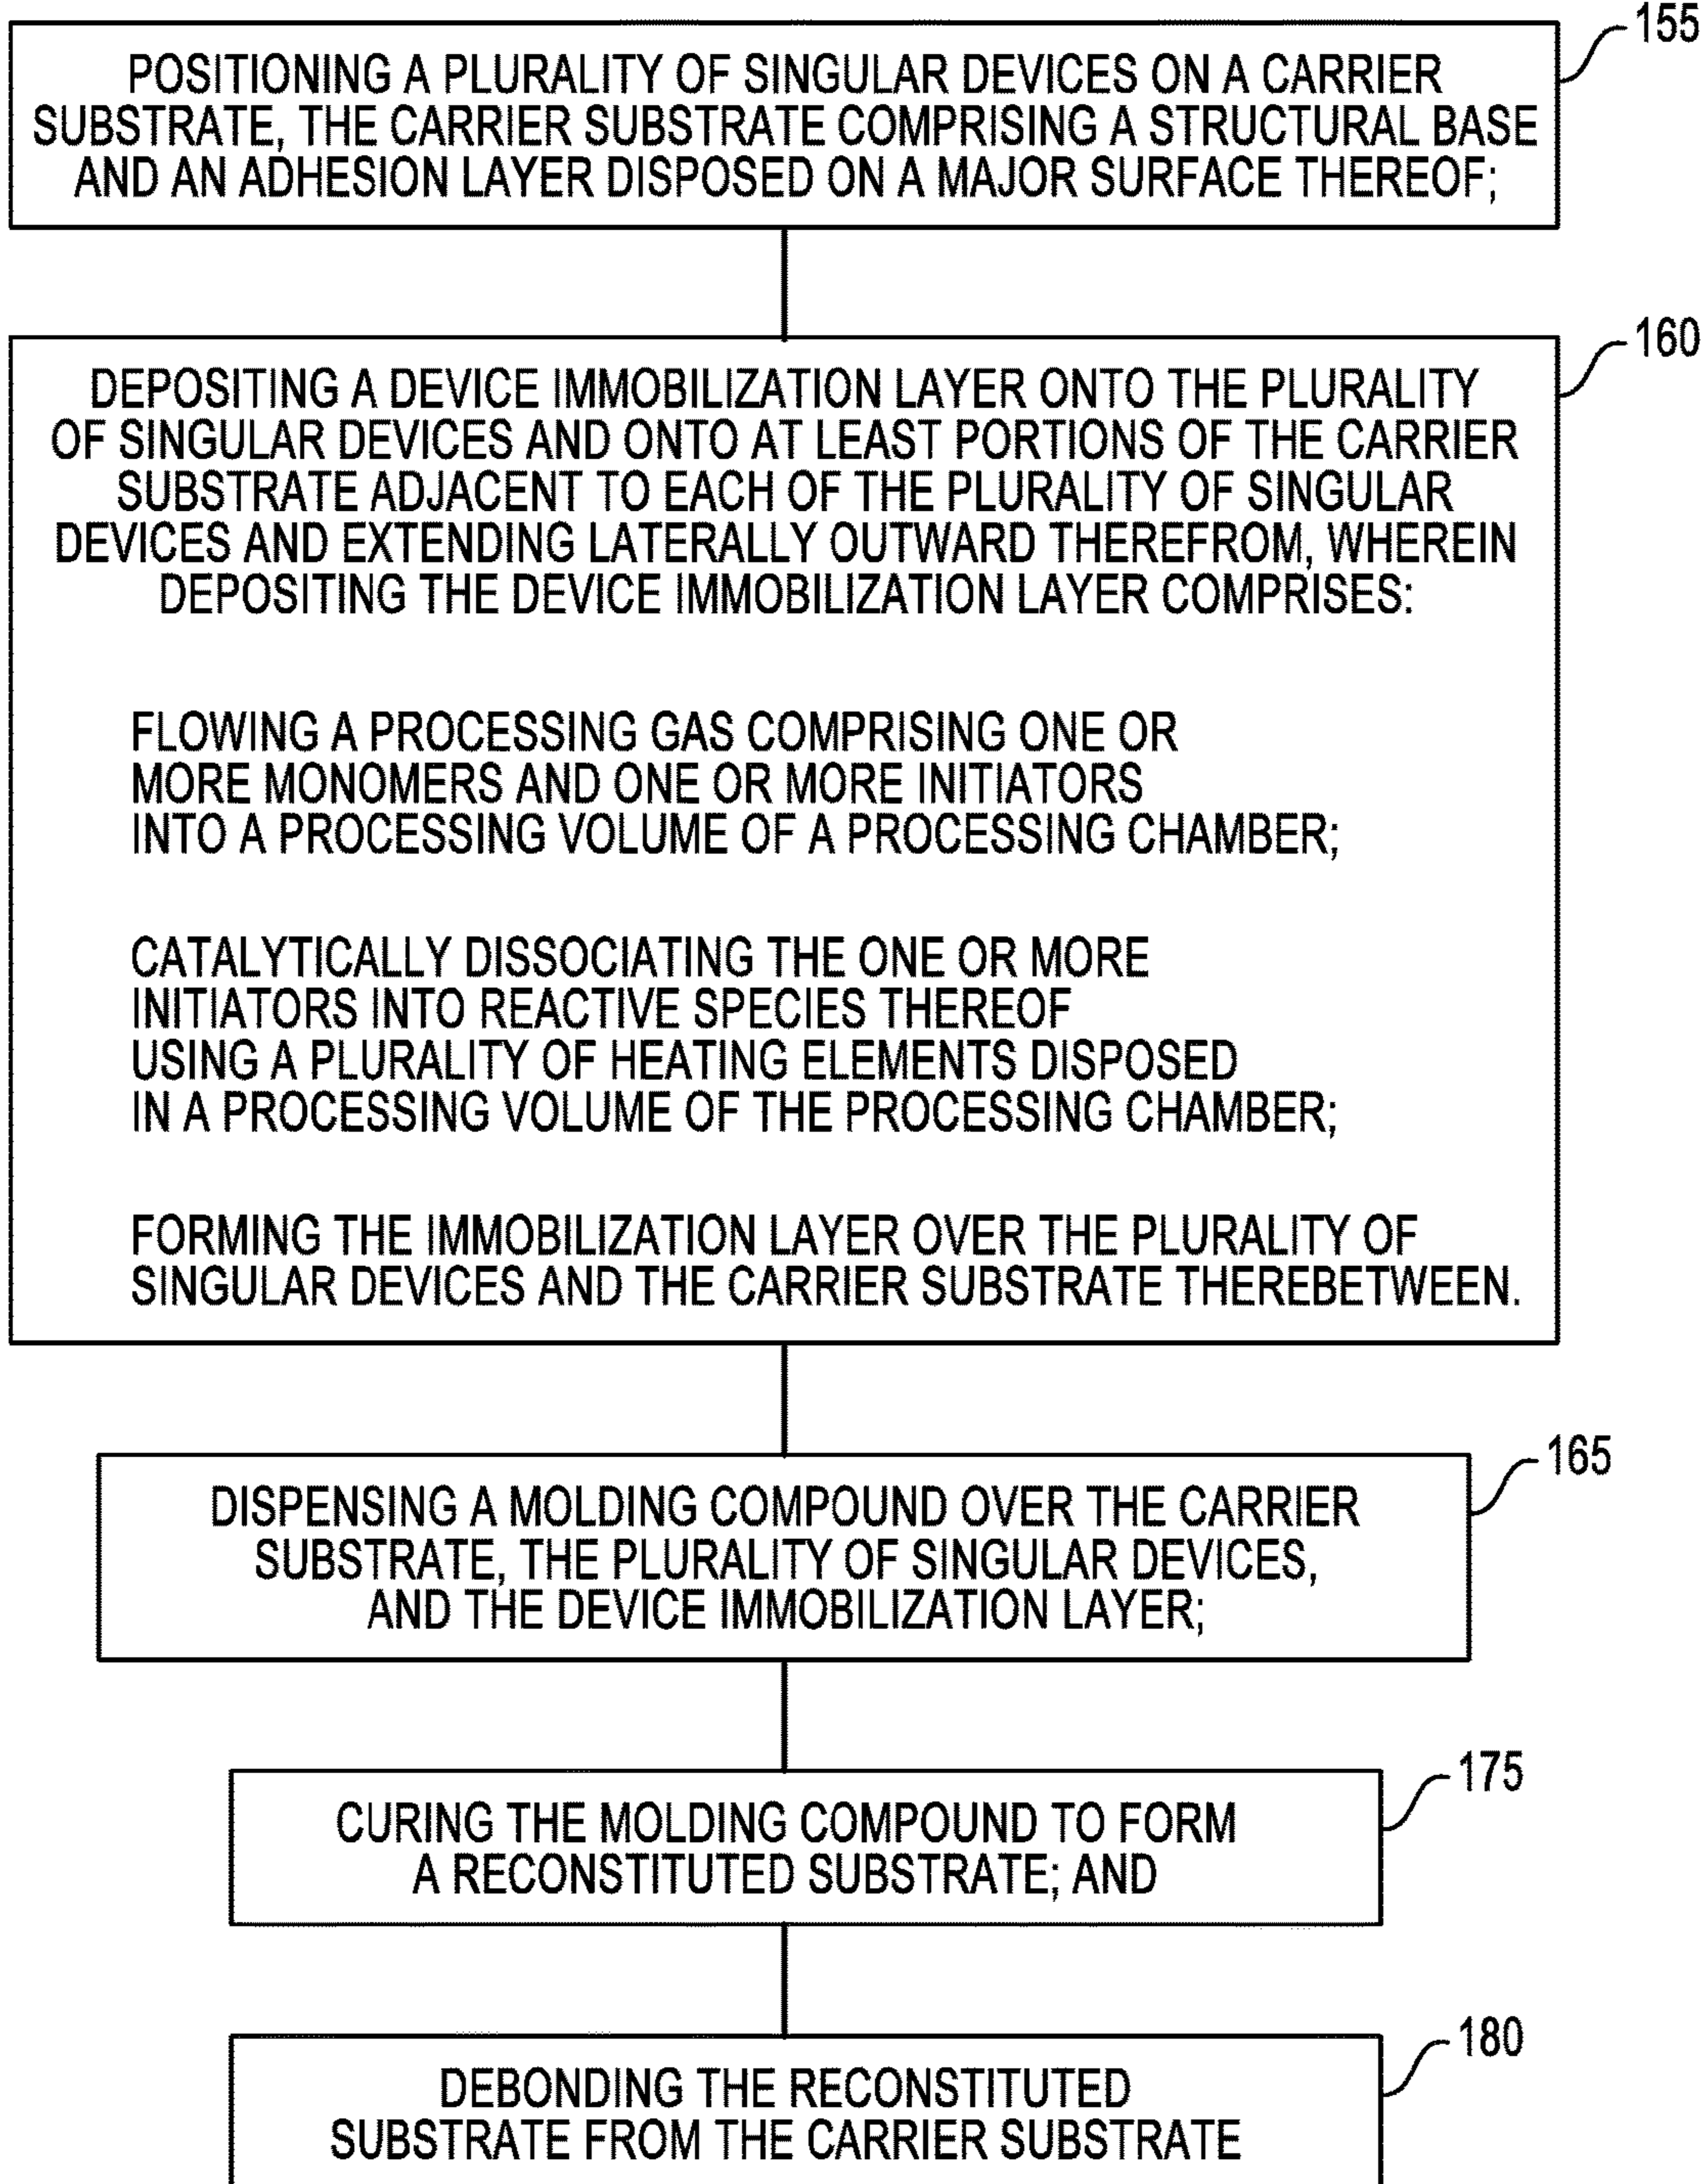 155
POSITIONING A PLURALITY OF SINGULAR DEVICES ON A CARRIER
SUBSTRATE, THE CARRIER SUBSTRATE COMPRISING A STRUCTURAL BASE
AND AN ADHESION LAYER DISPOSED ON A MAJOR SURFACE THEREOF;
160
DEPOSITING A DEVICE IMMOBILIZATION LAYER ONTO THE PLURALITY
OF SINGULAR DEVICES AND ONTO AT LEAST PORTIONS OF THE CARRIER
SUBSTRATE ADJACENT TO EACH OF THE PLURALITY OF SINGULAR
DEVICES AND EXTENDING LATERALLY OUTWARD THEREFROM, WHEREIN
DEPOSITING THE DEVICE IMMOBILIZATION LAYER COMPRISES:
FLOWING A PROCESSING GAS COMPRISING ONE OR
MORE MONOMERS AND ONE OR MORE INITIATORS
INTO A PROCESSING VOLUME OF A PROCESSING CHAMBER;
CATALYTICALLY DISSOCIATING THE ONE OR MORE
INITIATORS INTO REACTIVE SPECIES THEREOF
USING A PLURALITY OF HEATING ELEMENTS DISPOSED
IN A PROCESSING VOLUME OF THE PROCESSING CHAMBER;
FORMING THE IMMOBILIZATION LAYER OVER THE PLURALITY OF
SINGULAR DEVICES AND THE CARRIER SUBSTRATE THEREBETWEEN.
165
DISPENSING A MOLDING COMPOUND OVER THE CARRIER
SUBSTRATE, THE PLURALITY OF SINGULAR DEVICES,
AND THE DEVICE IMMOBILIZATION LAYER;
175
CURING THE MOLDING COMPOUND TO FORM
A RECONSTITUTED SUBSTRATE; AND
180
DEBONDING THE RECONSTITUTED
SUBSTRATE FROM THE CARRIER SUBSTRATE